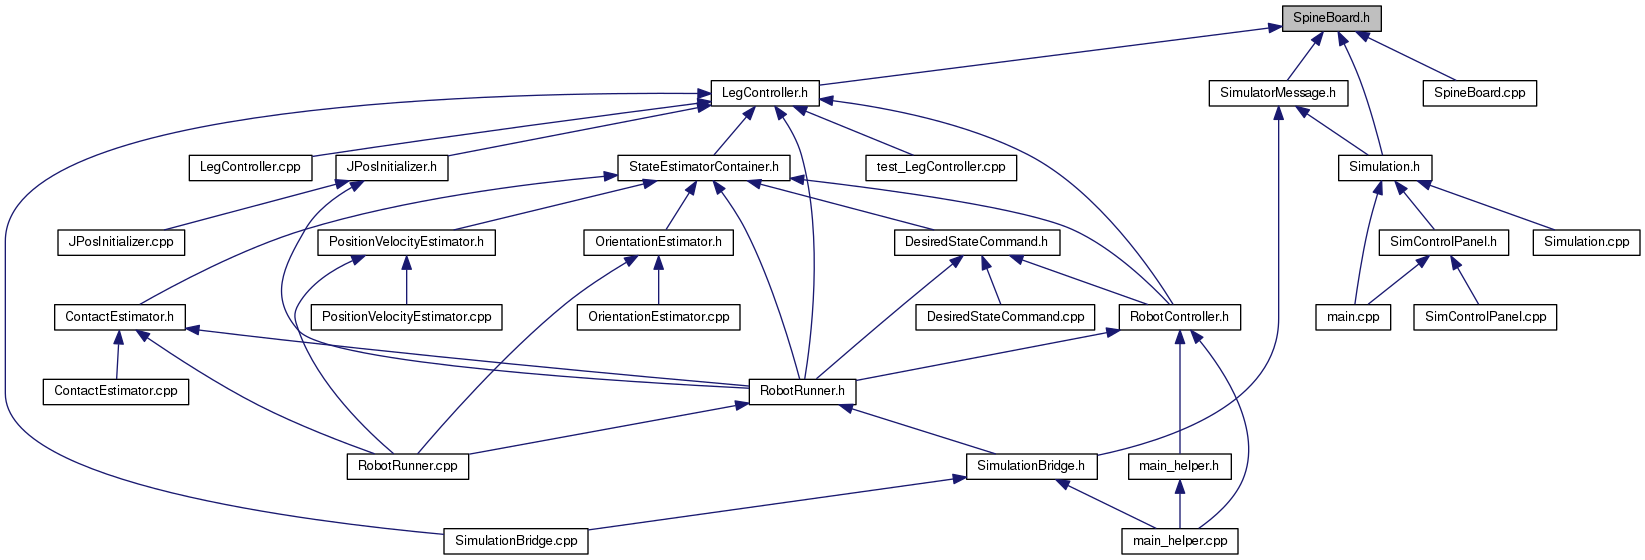 SpineBoard.h
LegController.h
SimulatorMessage.h
SpineBoard.cpp
LegController.cpp
JPosInitializer.h
StateEstimatorContainer.h
test_LegController.cpp
Simulation.h
JPosInitializer.cpp
PositionVelocityEstimator.h
OrientationEstimator.h
DesiredStateCommand.h
SimControlPanel.h
Simulation.cpp
ContactEstimator.h
PositionVelocityEstimator.cpp
OrientationEstimator.cpp
DesiredStateCommand.cpp
RobotController.h
main.cpp
SimControlPanel.cpp
ContactEstimator.cpp
RobotRunner.h
RobotRunner.cpp
SimulationBridge.h
main_helper.h
SimulationBridge.cpp
main_helper.cpp